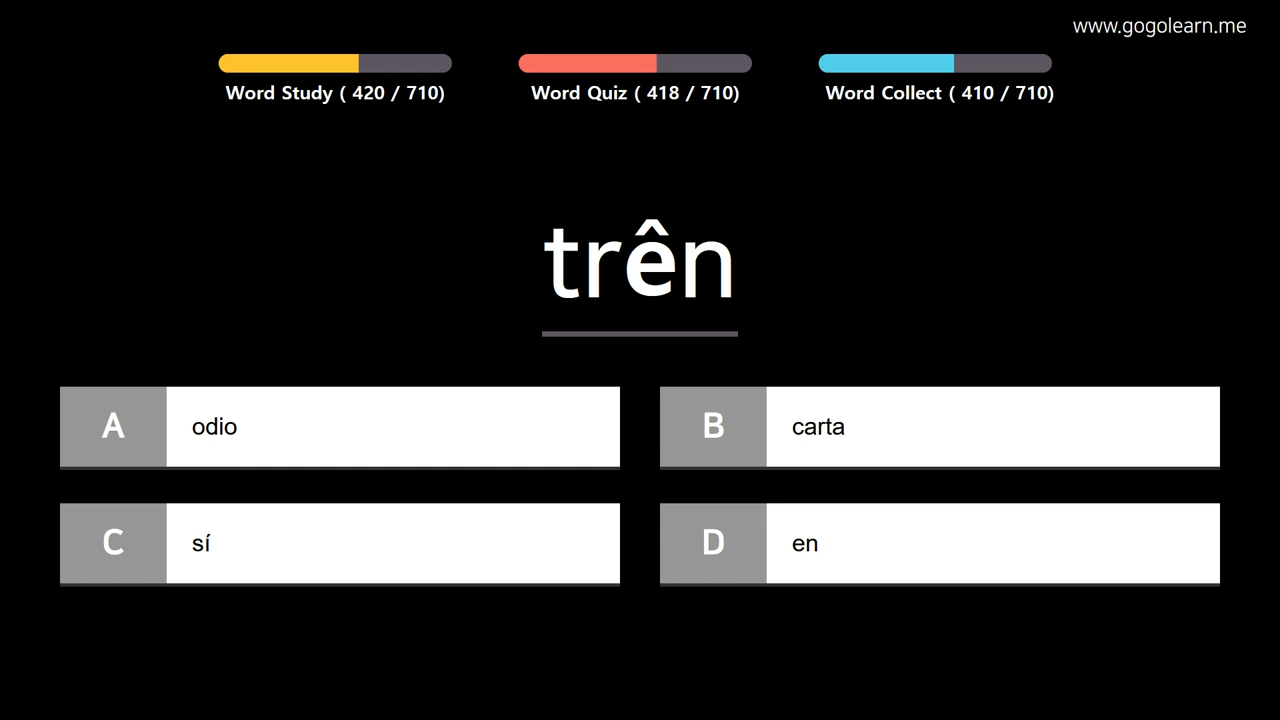 www.gogolearn.me
Word Study ( 420 / 710)
Word Quiz ( 418 / 710)
Word Collect ( 410 / 710)
trên
A odio
B carta
C sí
D en